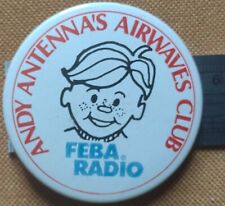 ANDY ANTENNA'S AIRWAVES CLUB
FEBA
RADIO